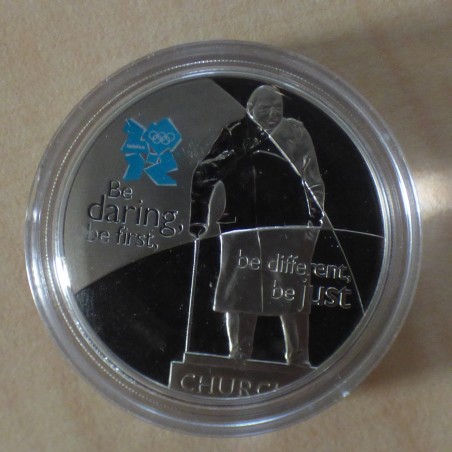 Be
daring,
be first,
be different,
be just
CHURC